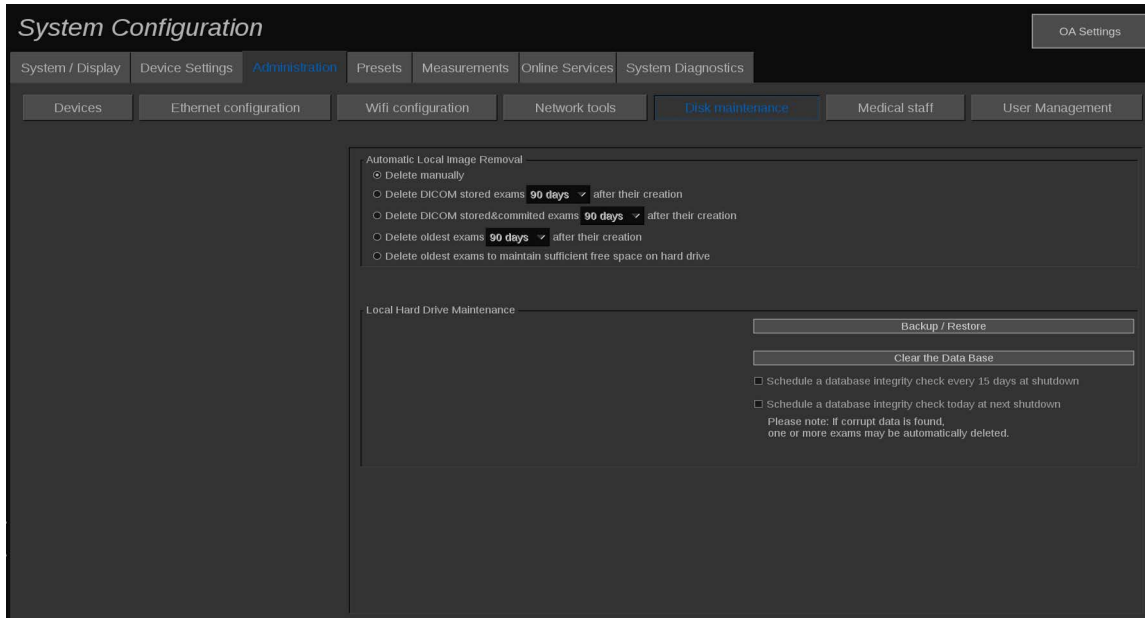 System Configuration
OA Settings
System / Display Device Settings Administration Presets Measurements Online Services System Diagnostics
Devices Ethernet configuration Wifi configuration Network tools Disk maintenance Medical staff User Management
Automatic Local Image Removal
Delete manually
Delete DICOM stored exams 90 days after their creation
Delete DICOM stored&commited exams 90 days after their creation
Delete oldest exams 90 days after their creation
Delete oldest exams to maintain sufficient free space on hard drive
Local Hard Drive Maintenance
Backup / Restore
Clear the Data Base
Schedule a database integrity check every 15 days at shutdown
Schedule a database integrity check today at next shutdown
Please note: If corrupt data is found,
one or more exams may be automatically deleted.